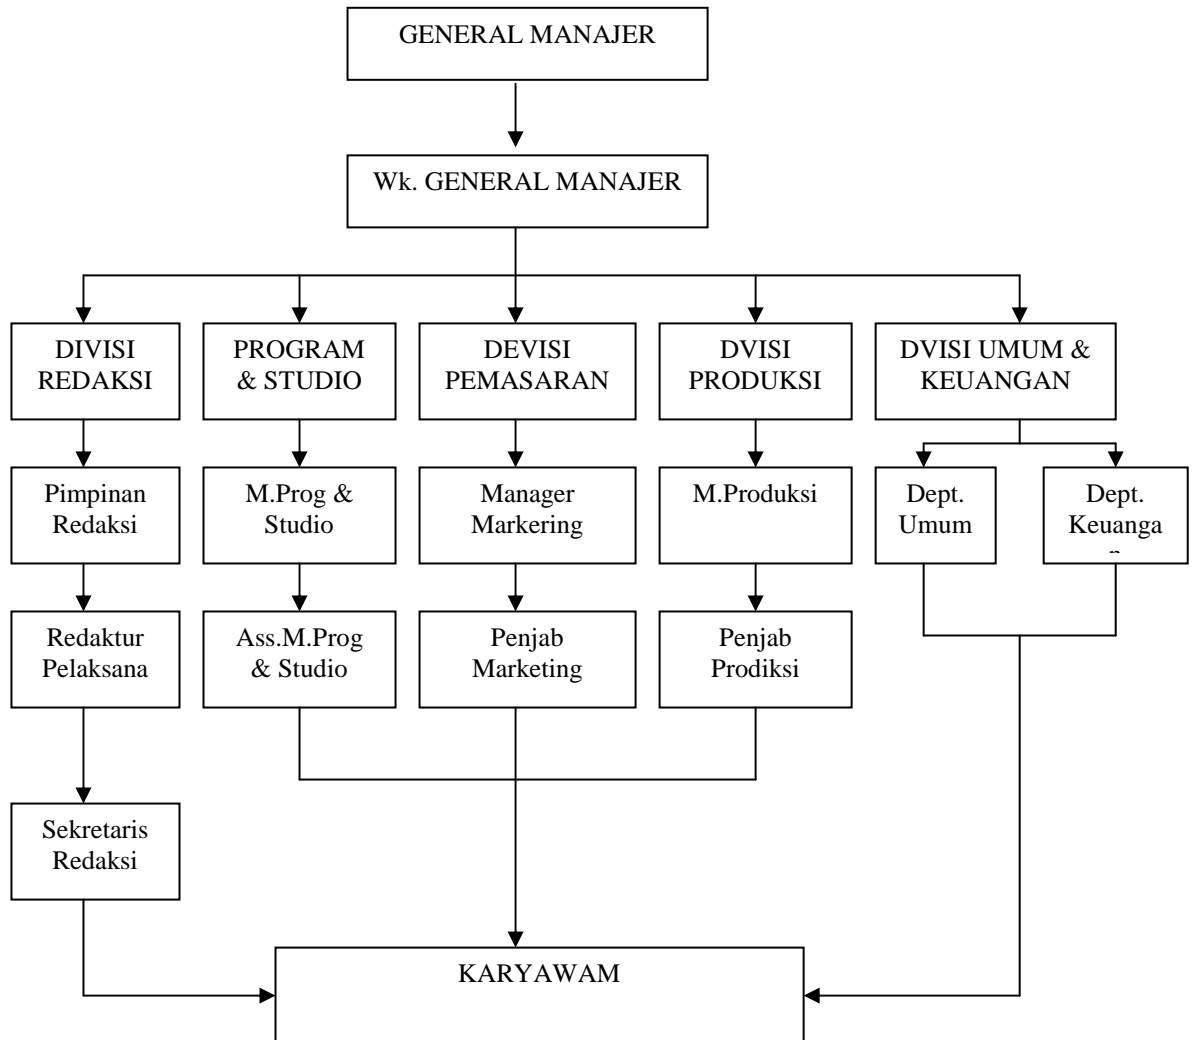 GENERAL MANAJER
Wk. GENERAL MANAJER
DIVISI
REDAKSI
PROGRAM
& STUDIO
DEVISI
PEMASARAN
DVISI
PRODUKSI
DVISI UMUM &
KEUANGAN
Pimpinan
Redaksi
M.Prog &
Studio
Manager
Markering
M.Produksi
Dept.
Umum
Dept.
Keuanga
Redaktur
Pelaksana
Ass.M.Prog
& Studio
Penjab
Marketing
Penjab
Prodiksi
Sekretaris
Redaksi
KARYAWAM